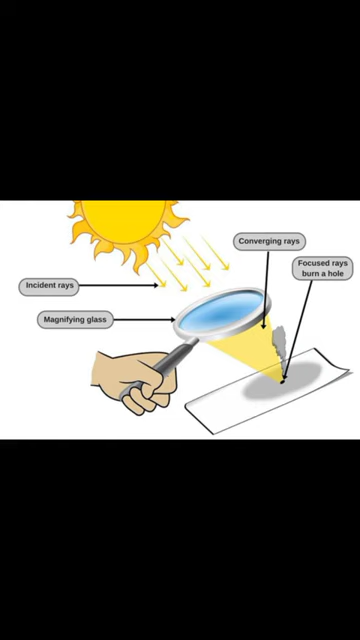 Converging rays
Focused rays
burn a hole
Incident rays
Magnifying glass